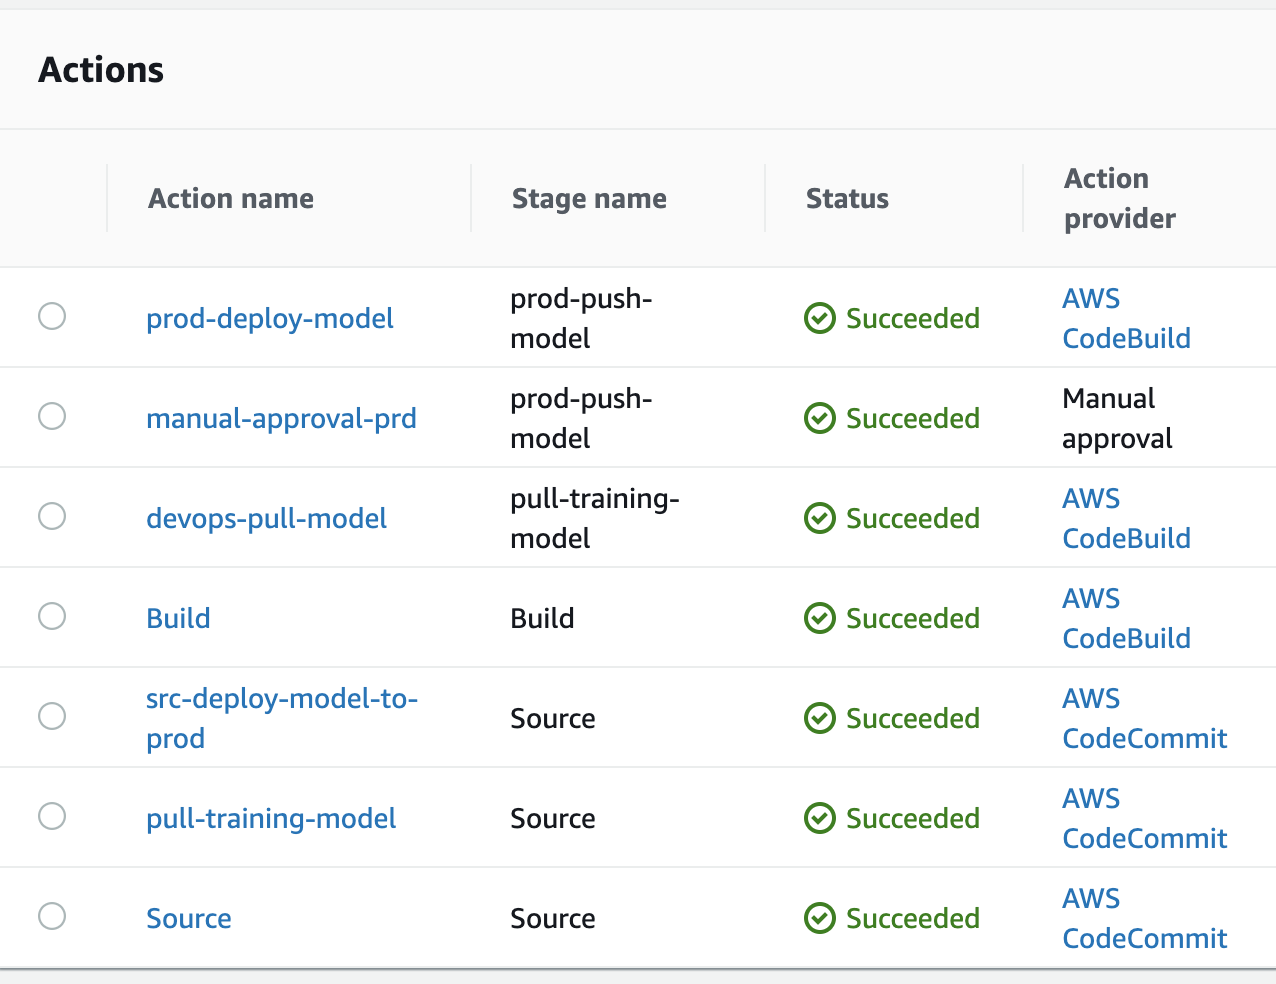 Actions
Action name Stage name Status Action
provider
prod-deploy-model prod-push-
model Succeeded AWS
CodeBuild
manual-approval-prd prod-push-
model Succeeded Manual
approval
devops-pull-model pull-training-
model Succeeded AWS
CodeBuild
Build Build Succeeded AWS
CodeBuild
src-deploy-model-to-
prod Source Succeeded AWS
CodeCommit
pull-training-model Source Succeeded AWS
CodeCommit
Source Source Succeeded AWS
CodeCommit